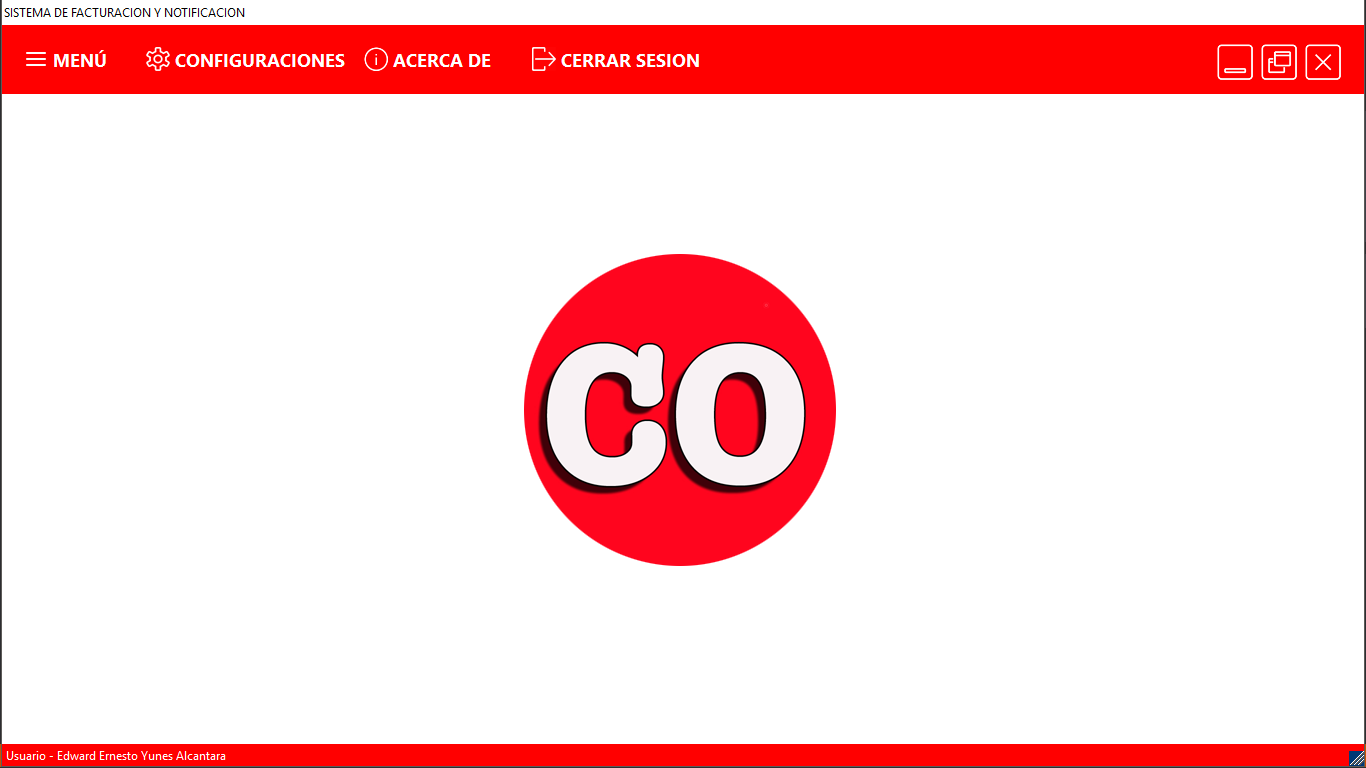 SISTEMA DE FACTURACION Y NOTIFICACION
MENÚ CONFIGURACIONES ACERCA DE CERRAR SESION
CO
Usuario - Edward Ernesto Yunes Alcantara